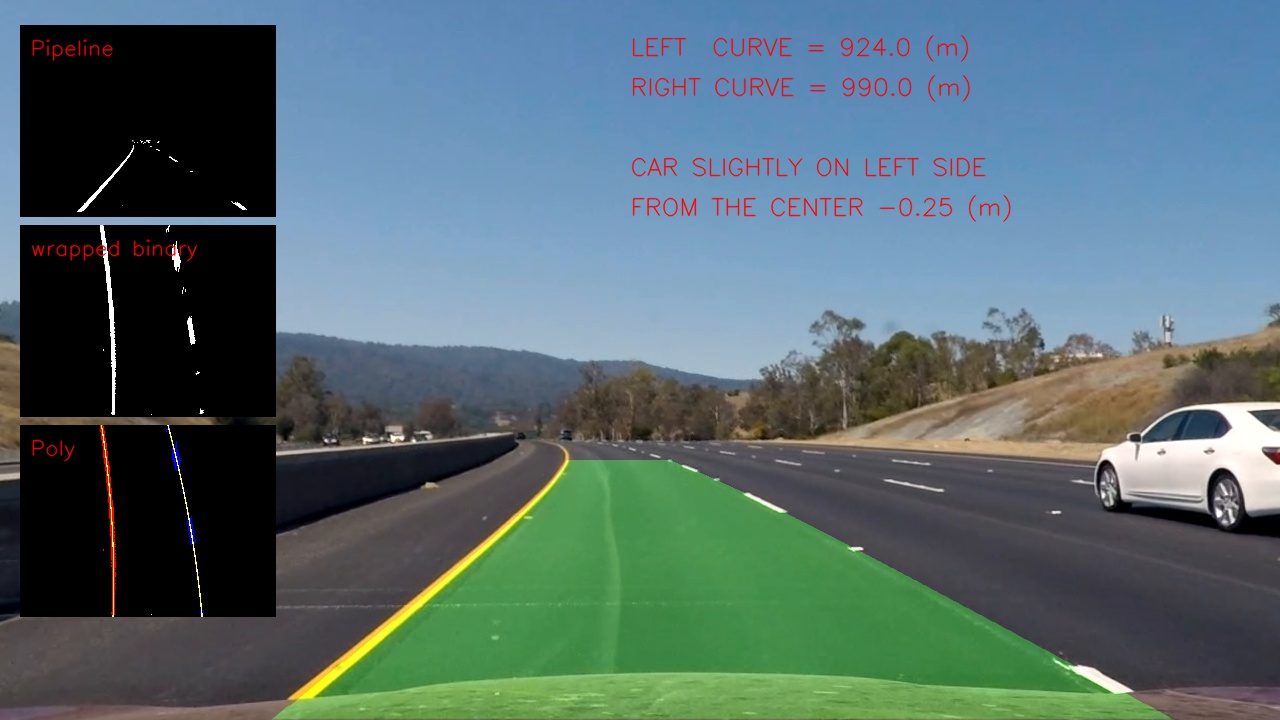 Pipeline
wrapped binary
Poly
LEFT CURVE = 924.0 (m)
RIGHT CURVE = 990.0 (m)
CAR SLIGHTLY ON LEFT SIDE
FROM THE CENTER -0.25 (m)